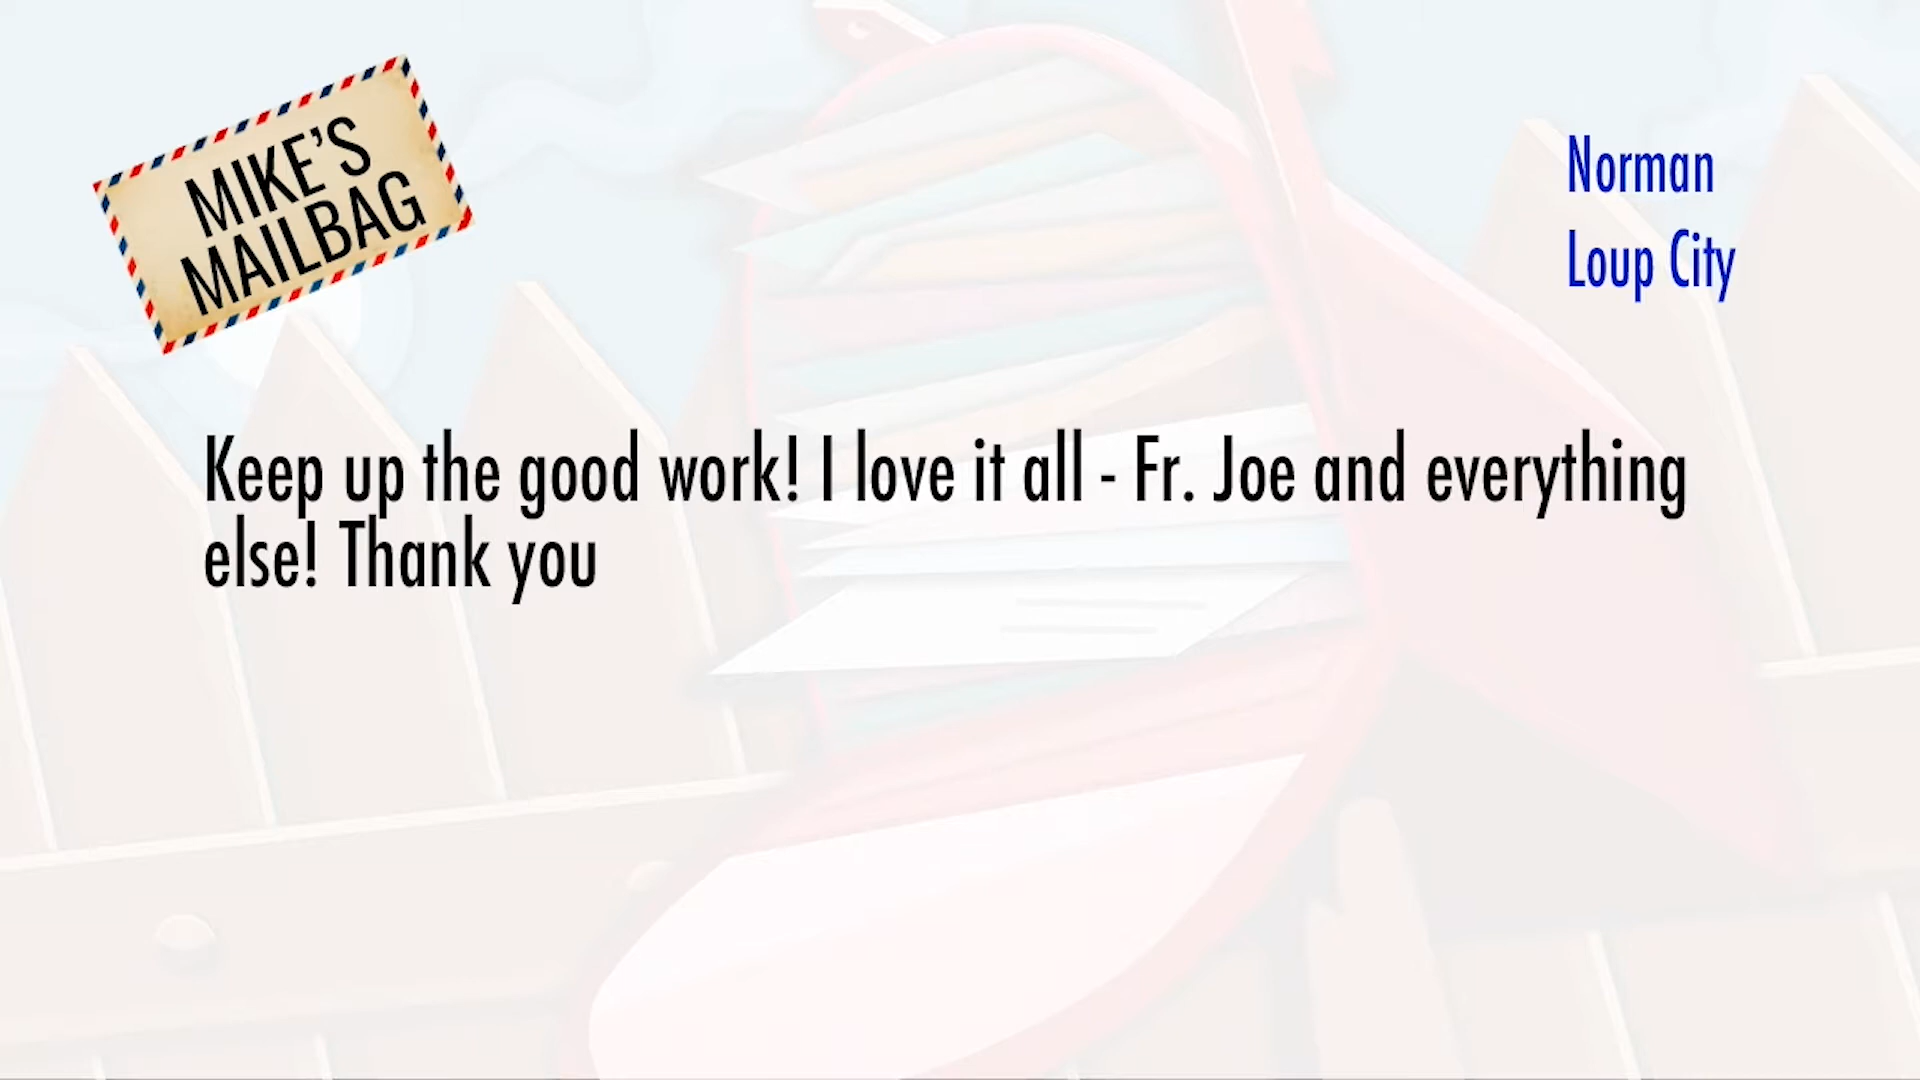 MIKE'S
MAILBAG
Norman
Loup City
Keep up the good work! I love it all - Fr. Joe and everything
else! Thank you